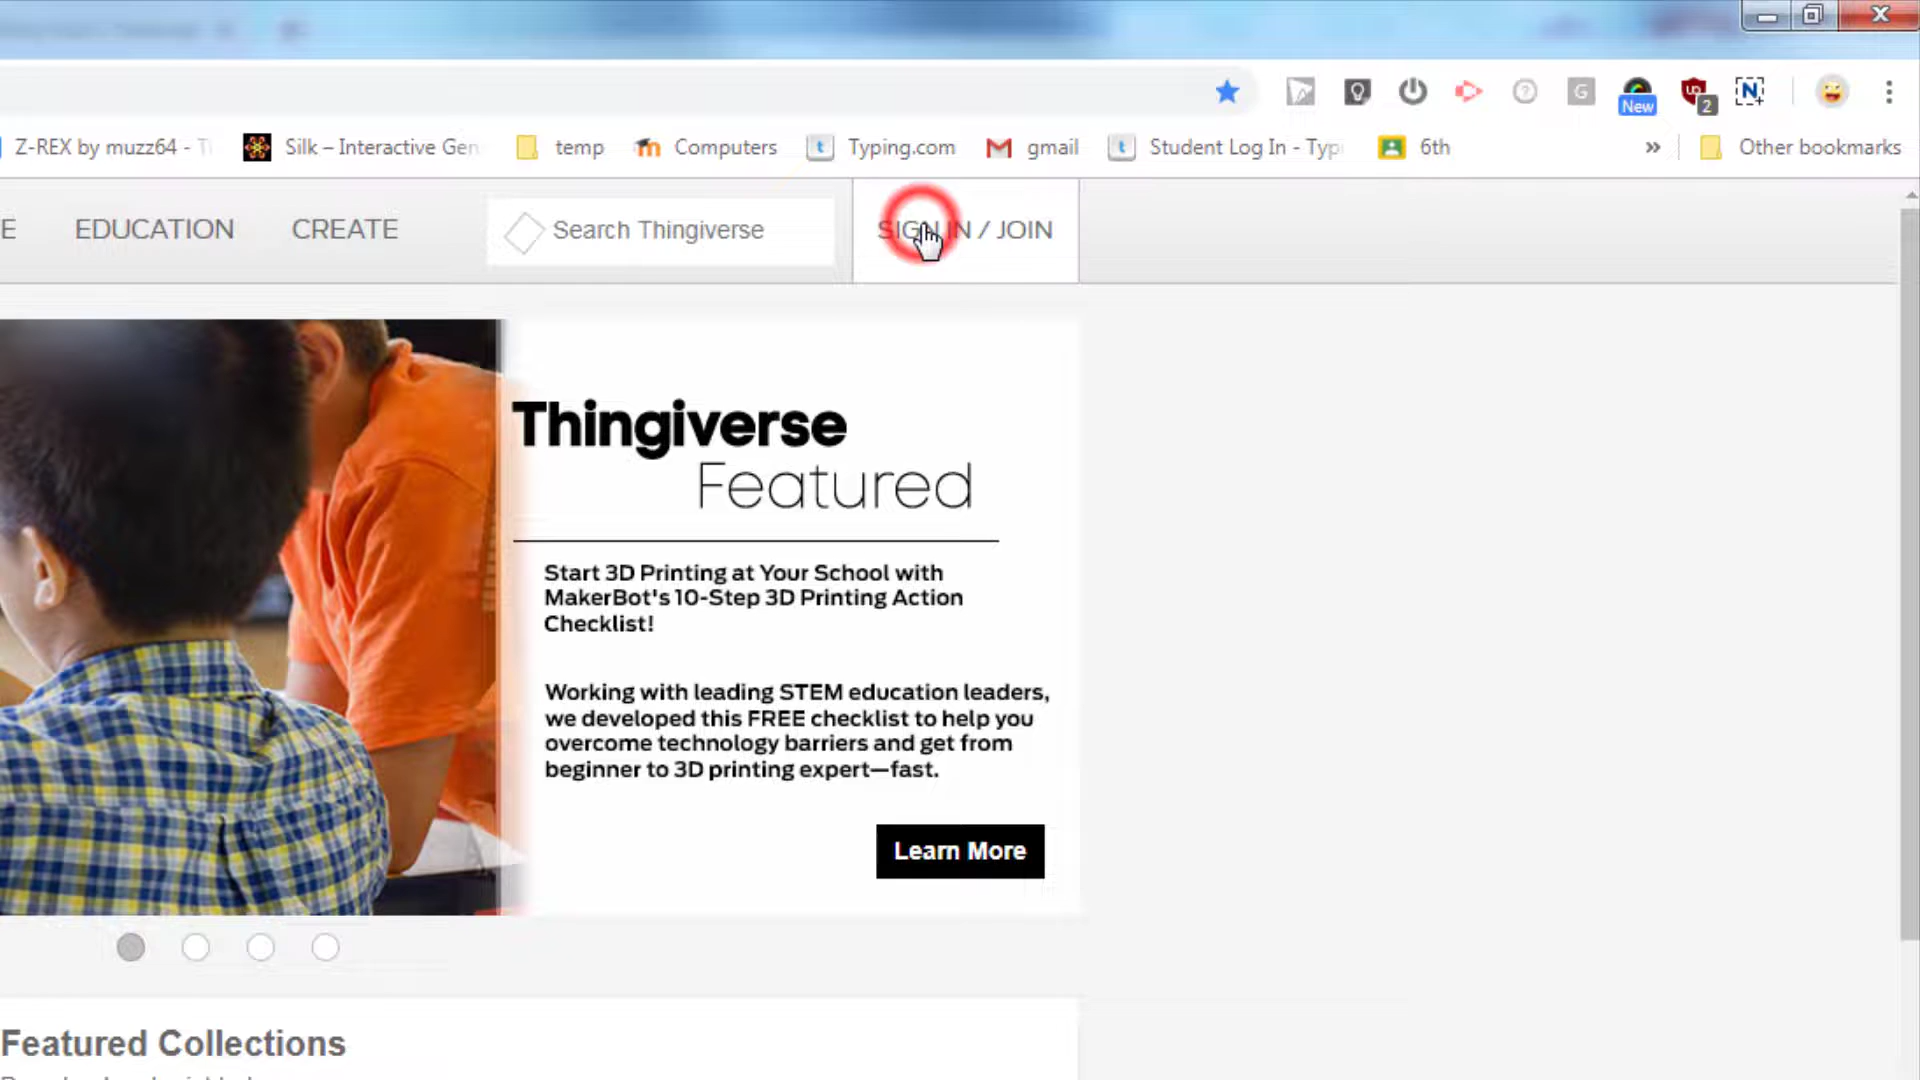 New
2
Z-REX by muzz64 - T
Silk – Interactive Gen
temp
Computers
Typing.com
gmail
Student Log In - Typ
6th
»
Other bookmarks
E
EDUCATION
CREATE
Search Thingiverse
SIGN IN / JOIN
Thingiverse
Featured
Start 3D Printing at Your School with
MakerBot's 10-Step 3D Printing Action
Checklist!
Working with leading STEM education leaders,
we developed this FREE checklist to help you
overcome technology barriers and get from
beginner to 3D printing expert—fast.
Learn More
Featured Collections